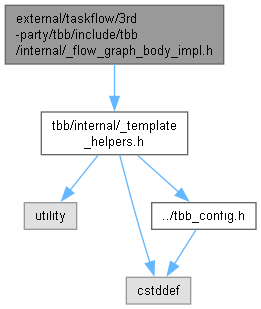 external/taskflow/3rd
-party/tbb/include/tbb
/internal/_flow_graph_body_impl.h
tbb/internal/_template
_helpers.h
utility
../tbb_config.h
cstddef